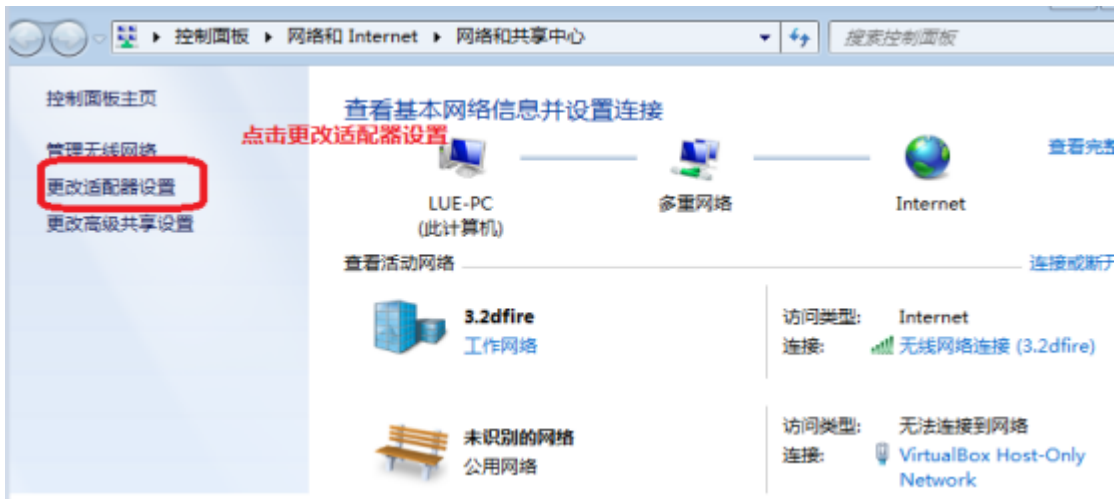 控制面板 ▸ 网络和 Internet ▸ 网络和共享中心
搜索控制面板
控制面板主页
管理无线网络
更改适配器设置
更改高级共享设置
查看基本网络信息并设置连接
点击更改适配器设置
查看完整
LUE-PC
(此计算机)
多重网络
Internet
查看活动网络
连接或断开
3.2dfire
工作网络
访问类型: Internet
连接: 无线网络连接 (3.2dfire)
未识别的网络
公用网络
访问类型: 无法连接到网络
连接: VirtualBox Host-Only
Network